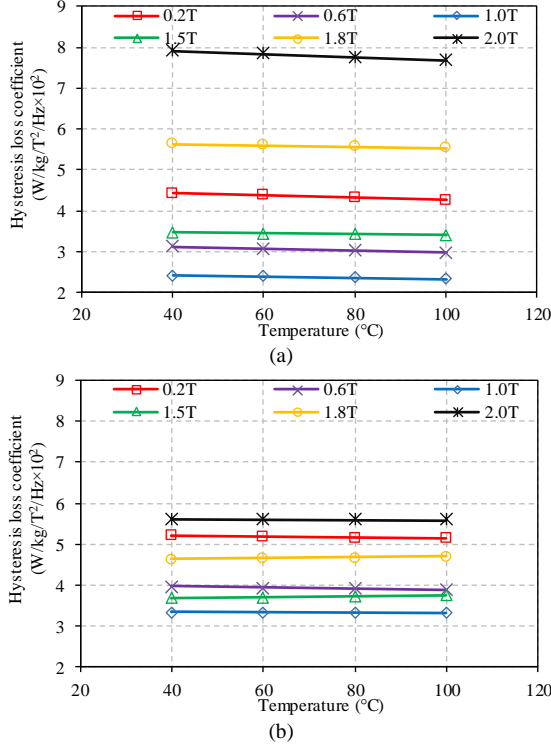 Hysteresis loss coefficient
(W/kg/T²/Hz×10²)
9
8
7
6
5
4
3
2
0.2T 0.6T 1.0T
1.5T 1.8T 2.0T
20 40 60 80 100 120
Temperature (°C)
(a)
Hysteresis loss coefficient
(W/kg/T²/Hz×10²)
9
8
7
6
5
4
3
2
0.2T 0.6T 1.0T
1.5T 1.8T 2.0T
20 40 60 80 100 120
Temperature (°C)
(b)